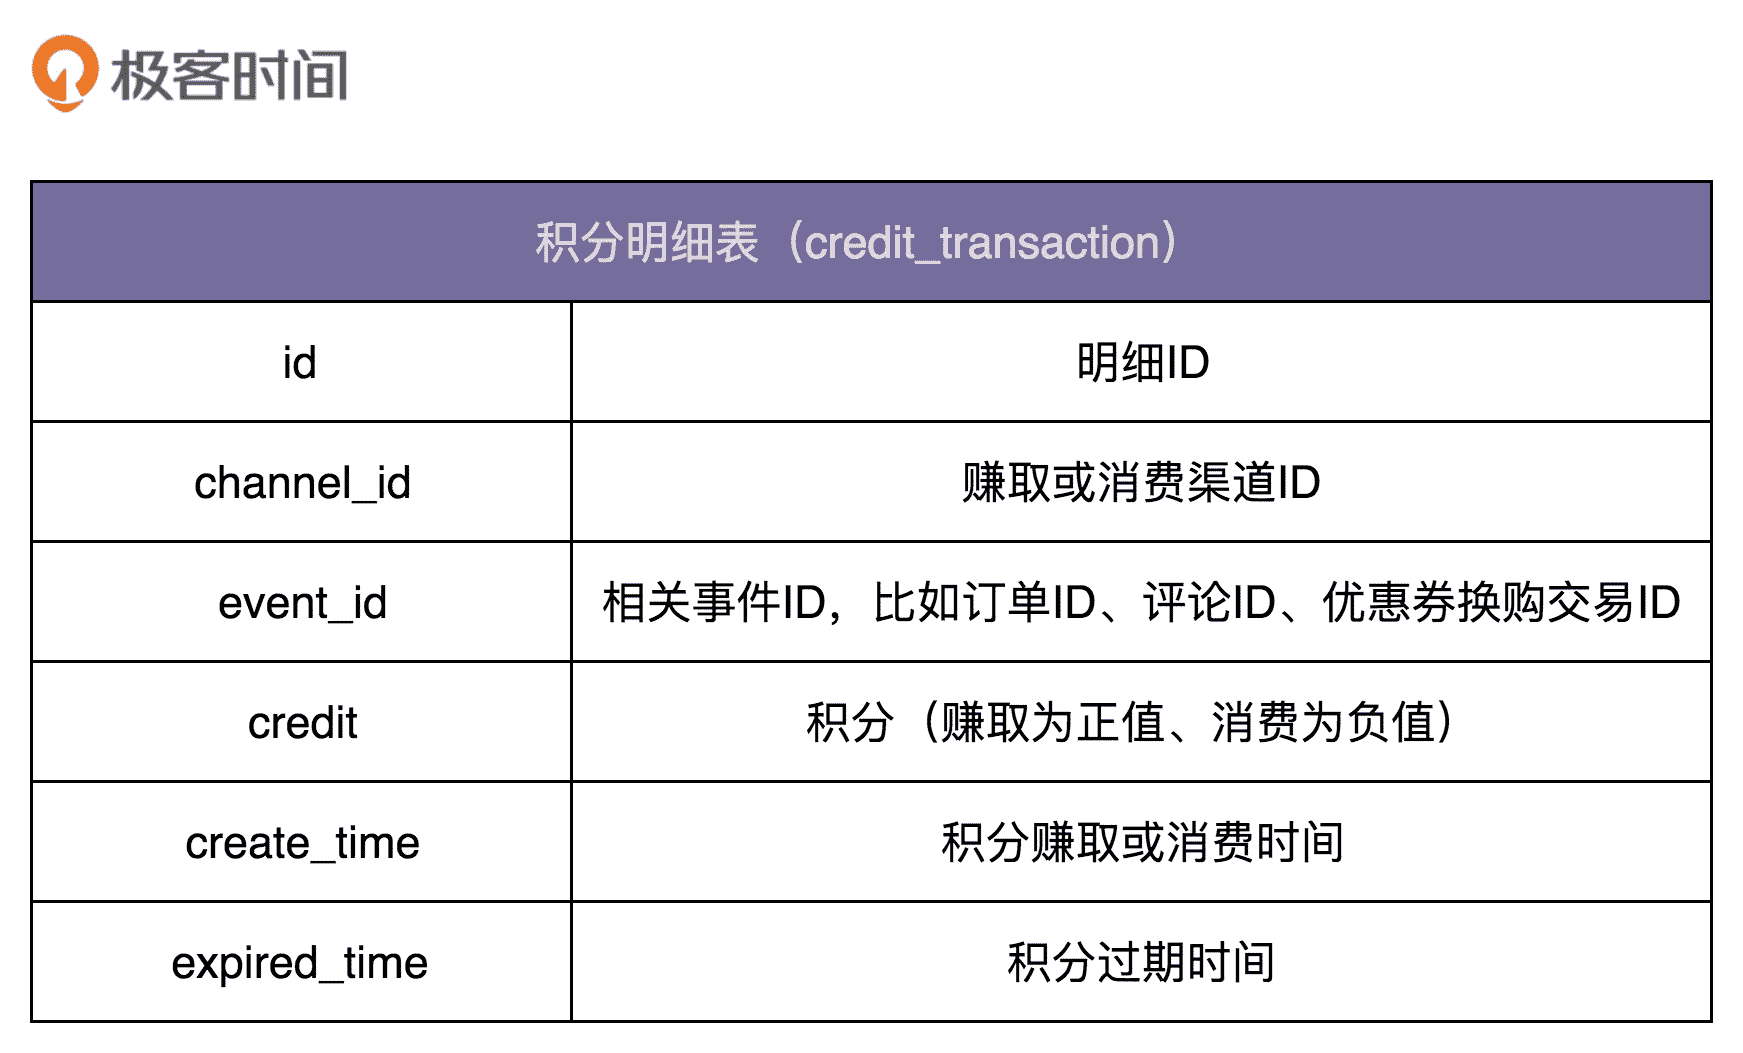 极客时间
积分明细表（credit_transaction）
id
明细ID
channel_id
赚取或消费渠道ID
event_id
相关事件ID，比如订单ID、评论ID、优惠券换购交易ID
credit
积分（赚取为正值、消费为负值）
create_time
积分赚取或消费时间
expired_time
积分过期时间